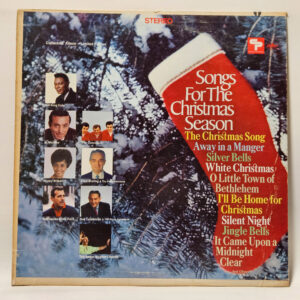 STEREO
Songs
For The
Christmas
Season
The Christmas Song
Away in a Manger
Silver Bells
White Christmas
O Little Town of
Bethlehem
I'll Be Home for
Christmas
Silent Night
Jingle Bells
It Came Upon a
Midnight
Clear